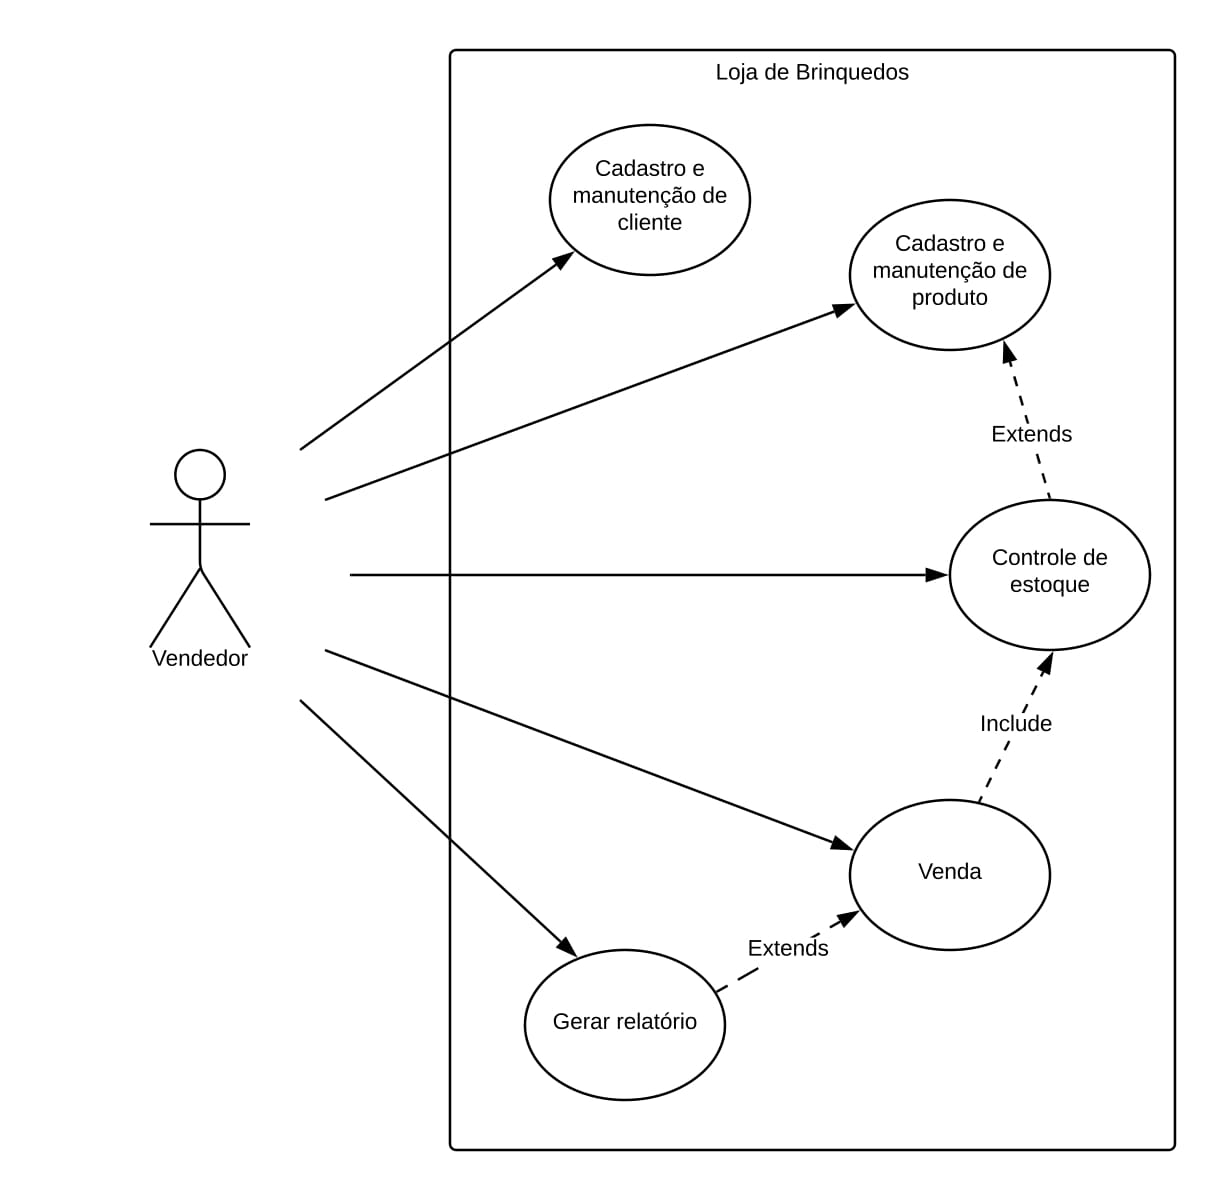 Loja de Brinquedos
Cadastro e
manutenção de
cliente
Cadastro e
manutenção de
produto
Extends
Controle de
estoque
Vendedor
Include
Venda
Extends
Gerar relatório